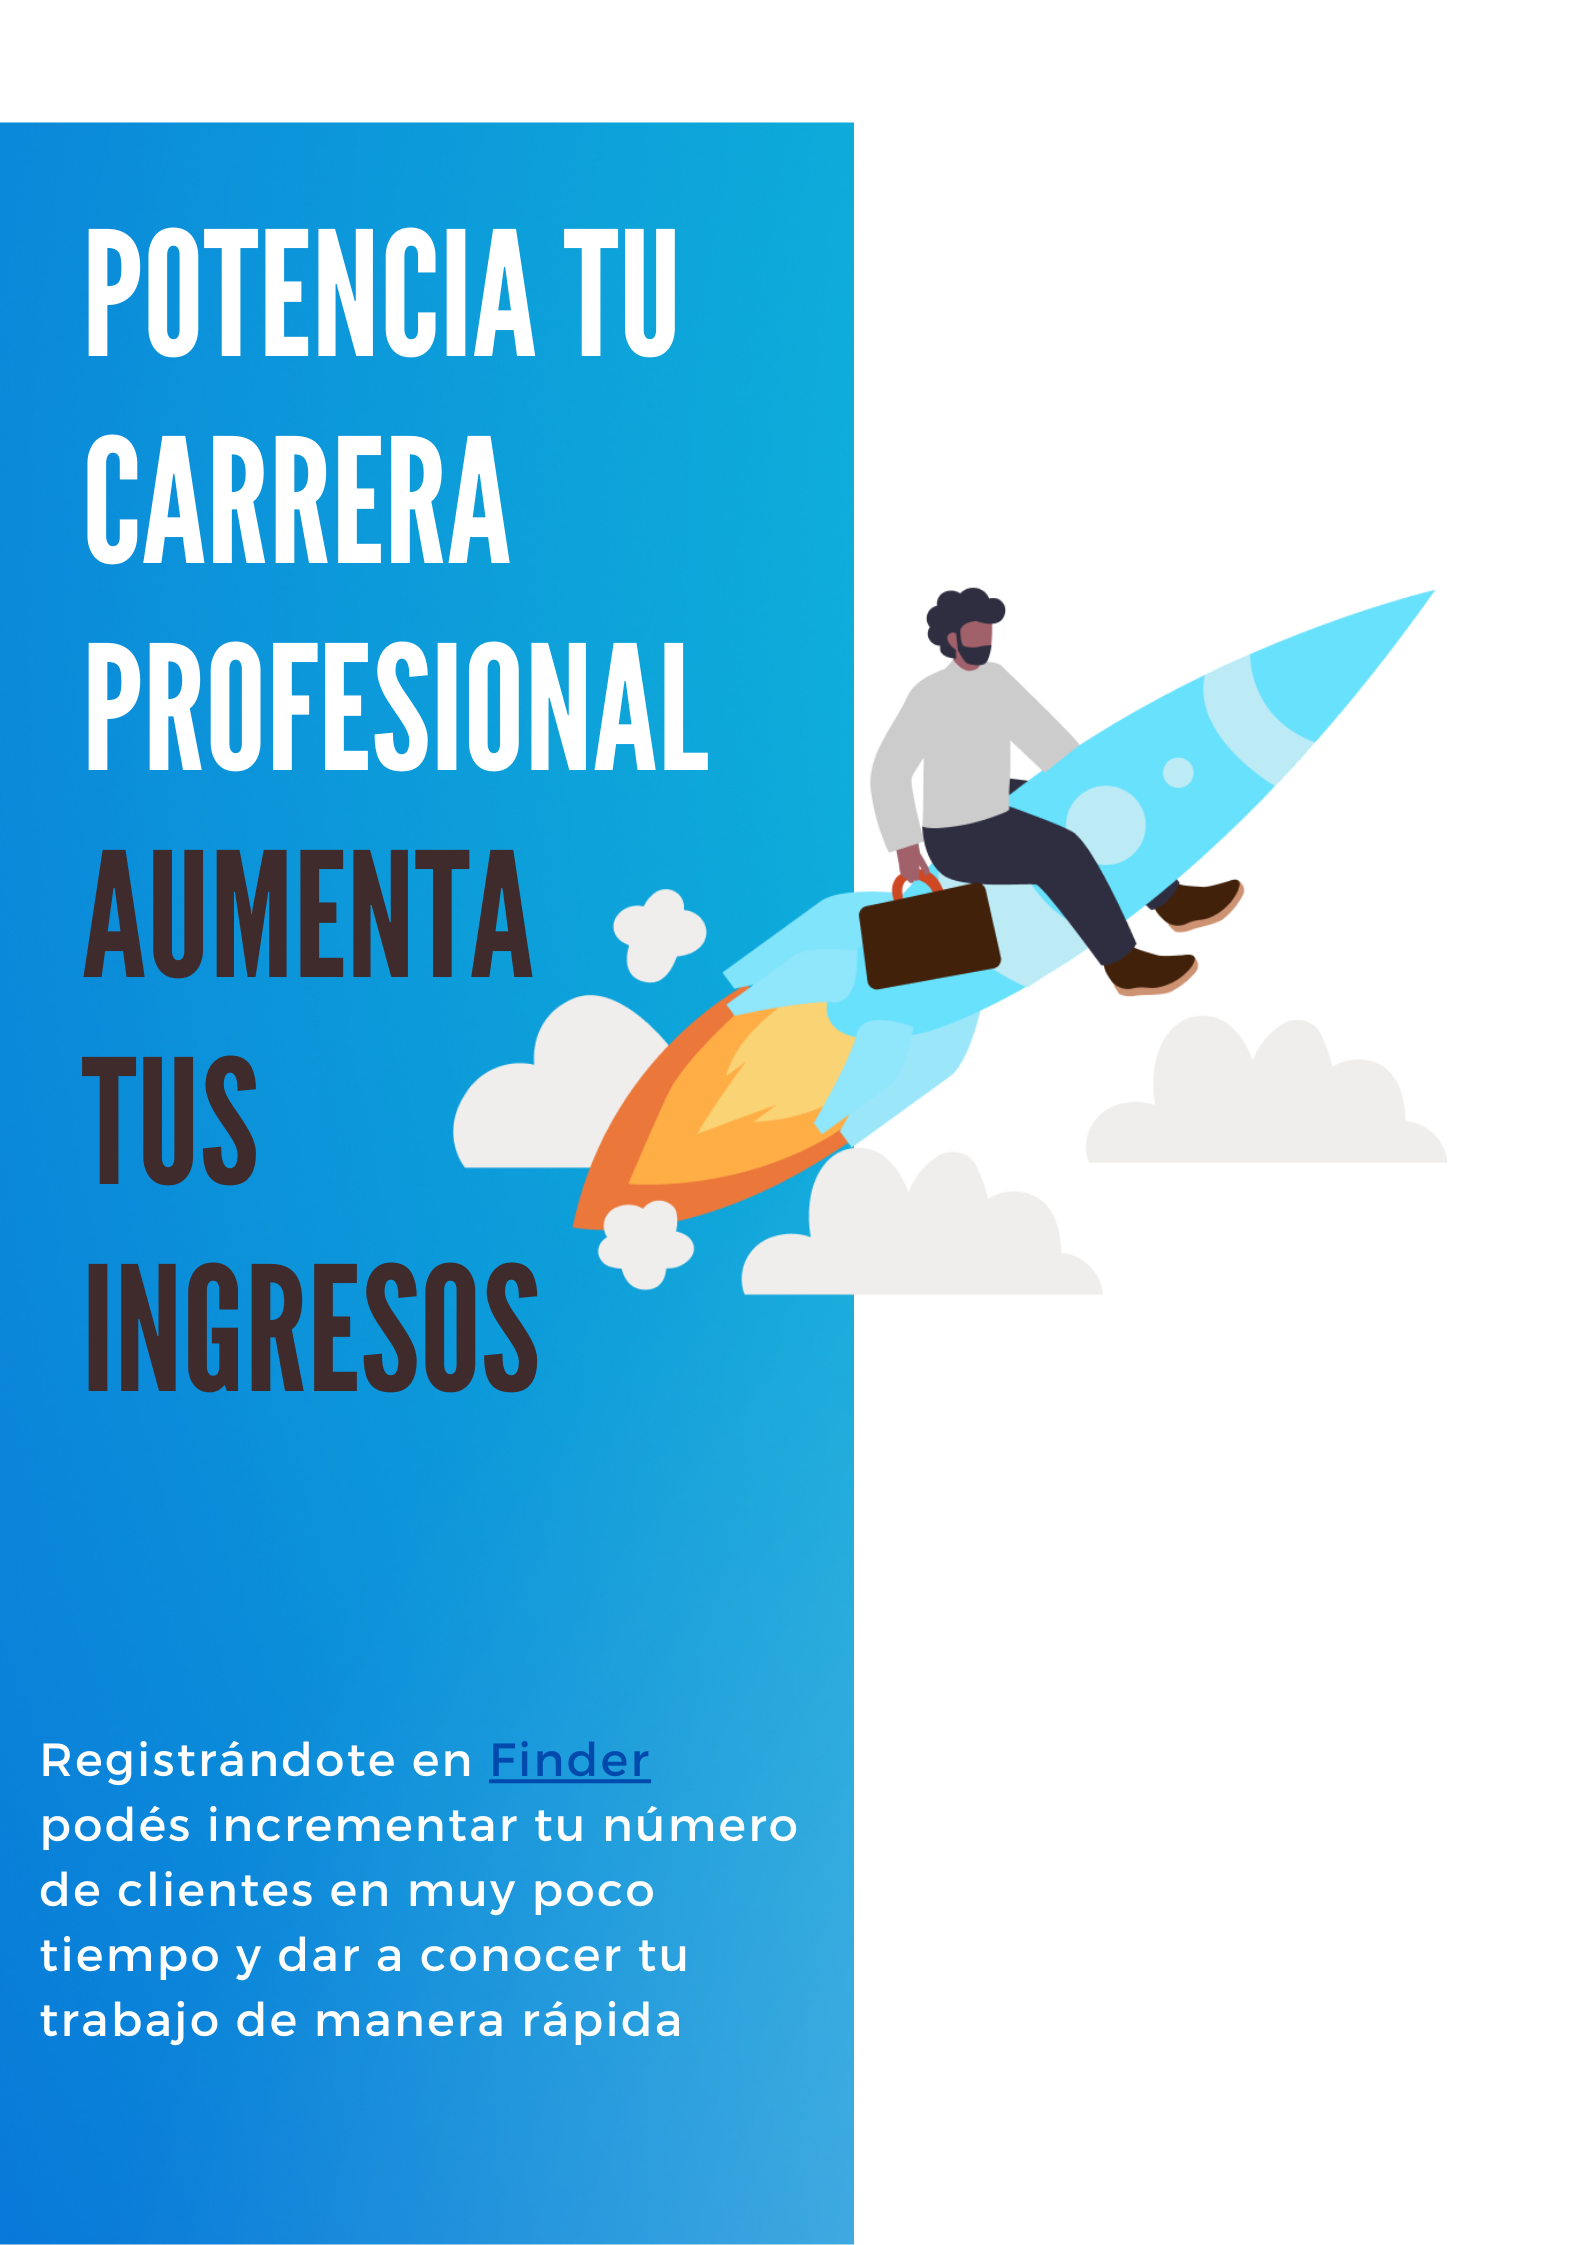 POTENCIA TU
CARRERA
PROFESIONAL
AUMENTA
TUS
INGRESOS
Registrándote en Finder
podés incrementar tu número
de clientes en muy poco
tiempo y dar a conocer tu
trabajo de manera rápida